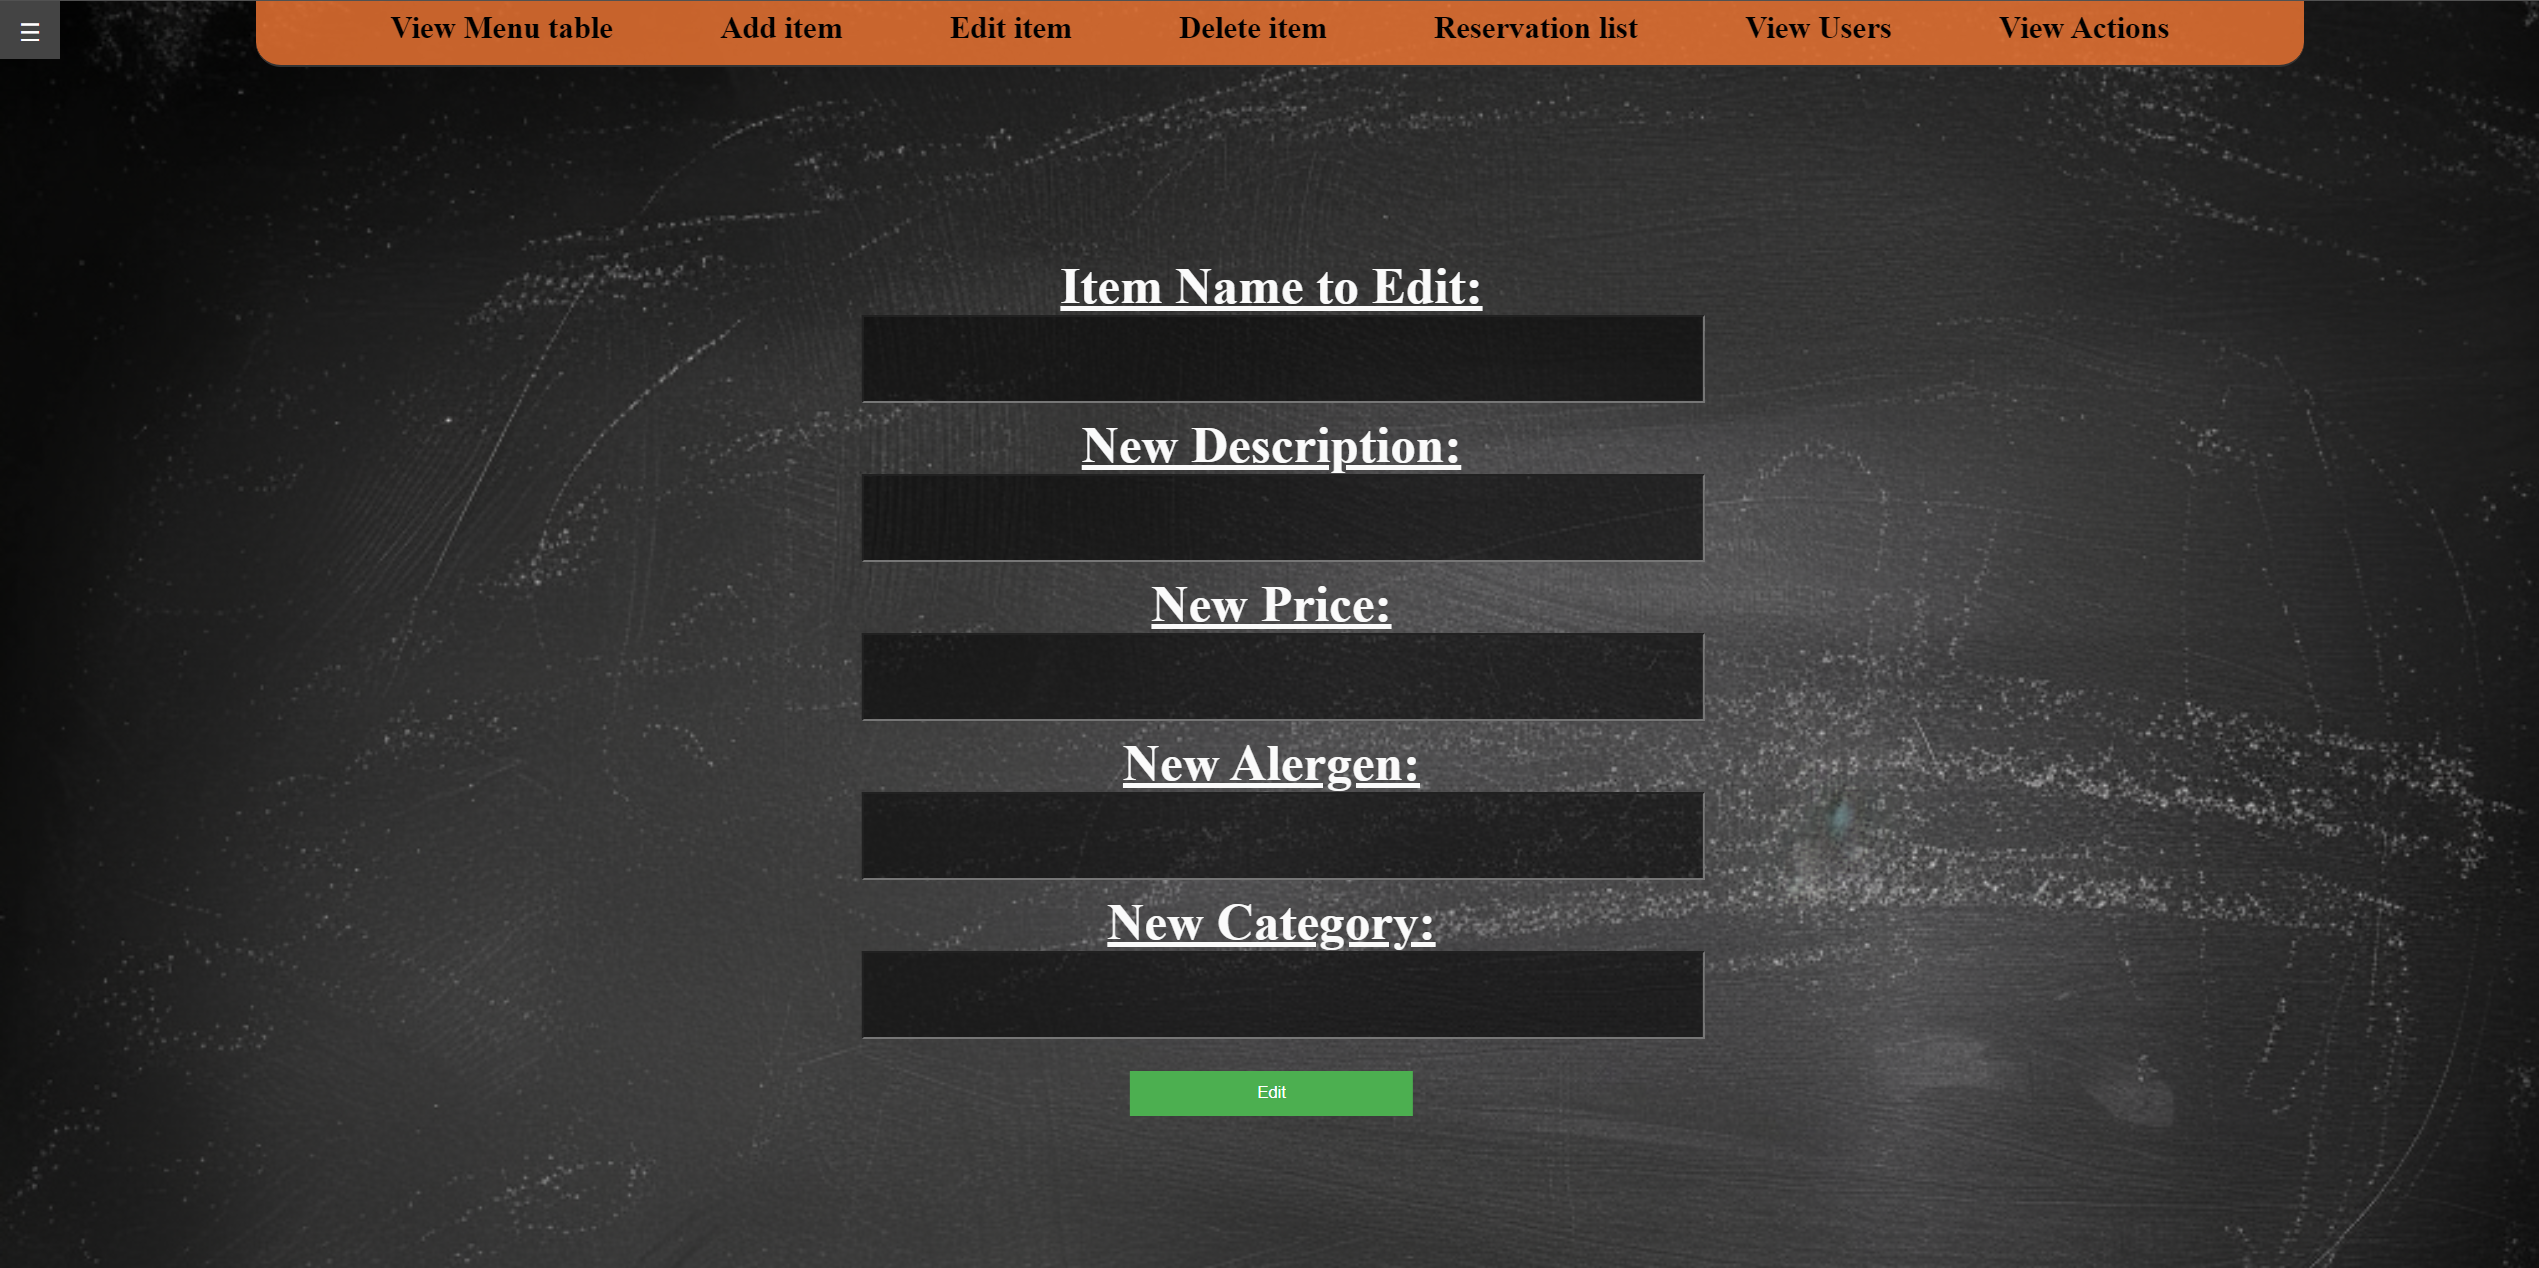 ☰
View Menu table Add item Edit item Delete item Reservation list View Users View Actions
Item Name to Edit:
New Description:
New Price:
New Alergen:
New Category:
Edit